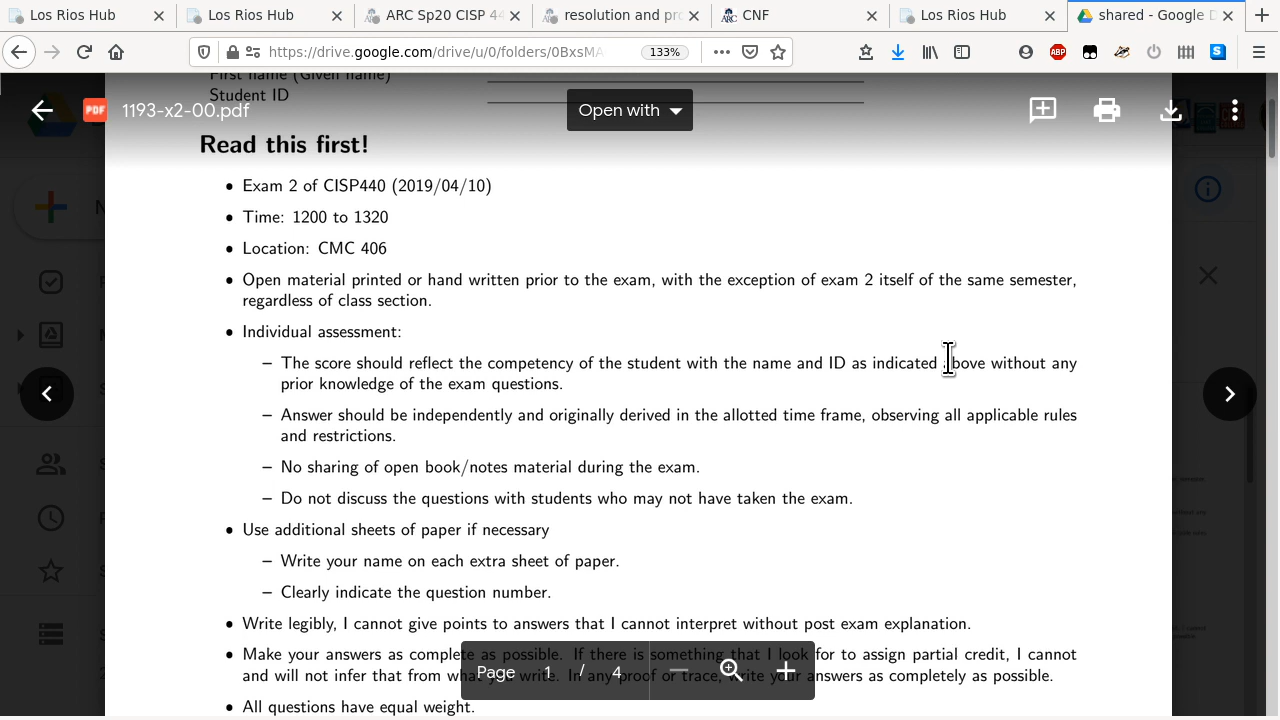 Los Rios Hub
Los Rios Hub
ARC Sp20 CISP 44
resolution and pro
CNF
Los Rios Hub
shared - Google D
https://drive.google.com/drive/u/0/folders/0BxsMA
133%
ABP
First name (Given name)
Student ID
PDF 1193-x2-00.pdf
Open with
Read this first!
• Exam 2 of CISP440 (2019/04/10)
• Time: 1200 to 1320
• Location: CMC 406
• Open material printed or hand written prior to the exam, with the exception of exam 2 itself of the same semester,
regardless of class section.
• Individual assessment:
– The score should reflect the competency of the student with the name and ID as indicated above without any
prior knowledge of the exam questions.
– Answer should be independently and originally derived in the allotted time frame, observing all applicable rules
and restrictions.
– No sharing of open book/notes material during the exam.
– Do not discuss the questions with students who may not have taken the exam.
• Use additional sheets of paper if necessary
– Write your name on each extra sheet of paper.
– Clearly indicate the question number.
• Write legibly, I cannot give points to answers that I cannot interpret without post exam explanation.
• Make your answers as complete as possible. If there is something that I look for to assign partial credit, I cannot
and will not infer that from what you write. In any proof or trace, write your answers as completely as possible.
• All questions have equal weight.
Page 1 / 4